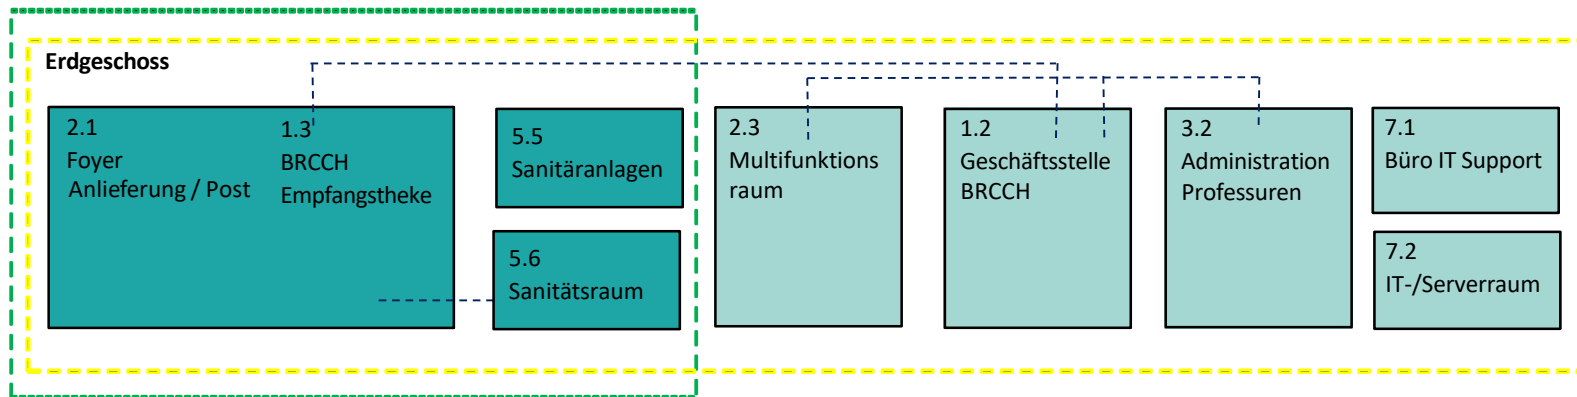 Erdgeschoss
2.1
Foyer
Anlieferung / Post
1.3
BRCCH
Empfangstheke
5.5
Sanitäranlagen
5.6
Sanitätsraum
2.3
Multifunktions
raum
1.2
Geschäftsstelle
BRCCH
3.2
Administration
Professuren
7.1
Büro IT Support
7.2
IT-/Serverraum